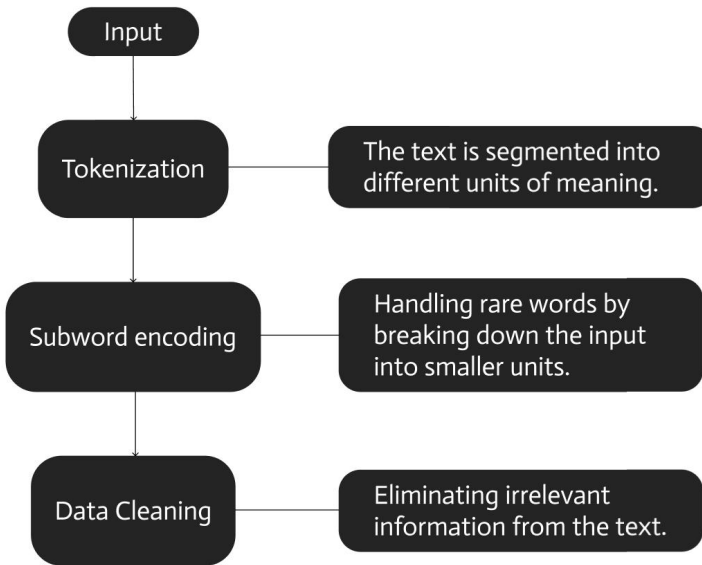 Input
Tokenization
The text is segmented into
different units of meaning.
Subword encoding
Handling rare words by
breaking down the input
into smaller units.
Data Cleaning
Eliminating irrelevant
information from the text.